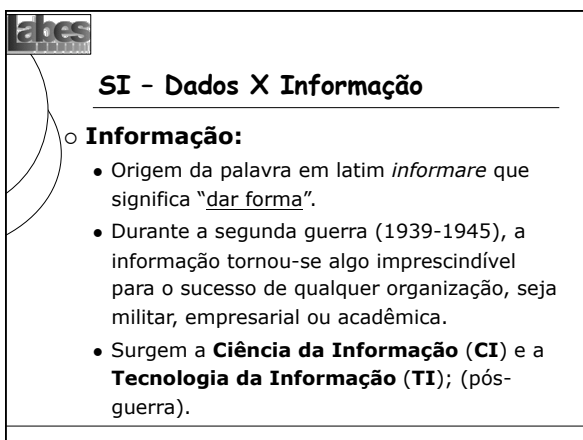 Labes
SI – Dados X Informação
Informação:
Origem da palavra em latim informare que
significa “dar forma”.
Durante a segunda guerra (1939-1945), a
informação tornou-se algo imprescindível
para o sucesso de qualquer organização, seja
militar, empresarial ou acadêmica.
Surgem a Ciência da Informação (CI) e a
Tecnologia da Informação (TI); (pós-
guerra).